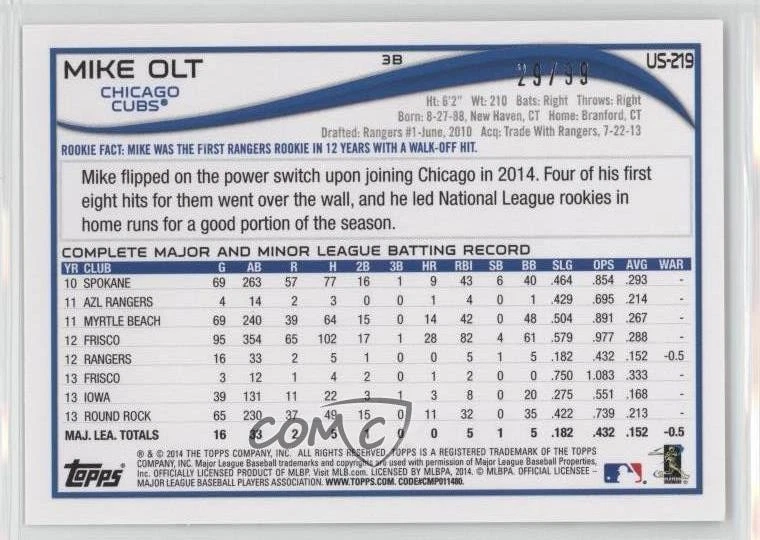 MIKE OLT 3B 29/99 US-219
CHICAGO
CUBS®
Ht: 6'2" Wt: 210 Bats: Right Throws: Right
Born: 8-27-88, New Haven, CT Home: Branford, CT
Drafted: Rangers #1-June, 2010 Acq: Trade With Rangers, 7-22-13
ROOKIE FACT: MIKE WAS THE FIRST RANGERS ROOKIE IN 12 YEARS WITH A WALK-OFF HIT.
Mike flipped on the power switch upon joining Chicago in 2014. Four of his first
eight hits for them went over the wall, and he led National League rookies in
home runs for a good portion of the season.
COMPLETE MAJOR AND MINOR LEAGUE BATTING RECORD
YR CLUB G AB R H 2B 3B HR RBI SB BB SLG OPS AVG WAR
10 SPOKANE 69 263 57 77 16 1 9 43 6 40 .464 .854 .293 -
11 AZL RANGERS 4 14 2 3 0 0 1 4 0 1 .429 .695 .214 -
11 MYRTLE BEACH 69 240 39 64 15 0 14 42 0 48 .504 .891 .267 -
12 FRISCO 95 354 65 102 17 1 28 82 4 61 .579 .977 .288 -
12 RANGERS 16 33 2 5 1 0 0 5 1 5 .182 .432 .152 -0.5
13 FRISCO 3 12 1 4 2 0 1 2 0 0 .750 1.083 .333 -
13 IOWA 39 131 11 22 3 1 3 8 0 20 .275 .551 .168 -
13 ROUND ROCK 65 230 37 49 15 0 11 32 0 35 .422 .739 .213 -
MAJ. LEA. TOTALS 16 33 2 5 1 0 0 5 1 5 .182 .432 .152 -0.5
COMC
® & © 2014 THE TOPPS COMPANY, INC. ALL RIGHTS RESERVED. TOPPS IS A REGISTERED TRADEMARK OF THE TOPPS
COMPANY, INC. Major League Baseball trademarks and copyrights are used with permission of Major League Baseball Properties,
Inc. OFFICIALLY LICENSED PRODUCT OF MLBP. Visit MLB.com. LICENSED BY MLBPA, 2014. © MLBPA. OFFICIAL LICENSEE –
MAJOR LEAGUE BASEBALL PLAYERS ASSOCIATION. WWW.TOPPS.COM. CODE#CMP011480.
TOPPS